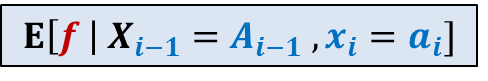 E[f | X_{i−1} = A_{i−1} , x_i = a_i]